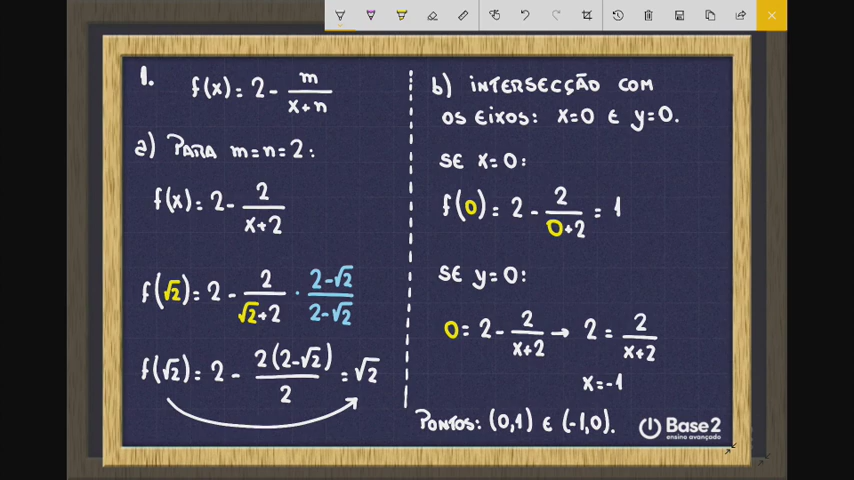 1.
f(x) = 2 - m/(x+n)
a) PARA m=n=2:
f(x) = 2 - 2/(x+2)
f(√2) = 2 - 2/(√2+2) · (2-√2)/(2-√2)
f(√2) = 2 - 2(2-√2)/2 = √2
b) INTERSECÇÃO COM
OS EIXOS: X=0 E y=0.
SE X=0:
f(0) = 2 - 2/(0+2) = 1
SE y=0:
0 = 2 - 2/(x+2) → 2 = 2/(x+2)
X=-1
PONTOS: (0,1) E (-1,0).
Base2
ensino avançado